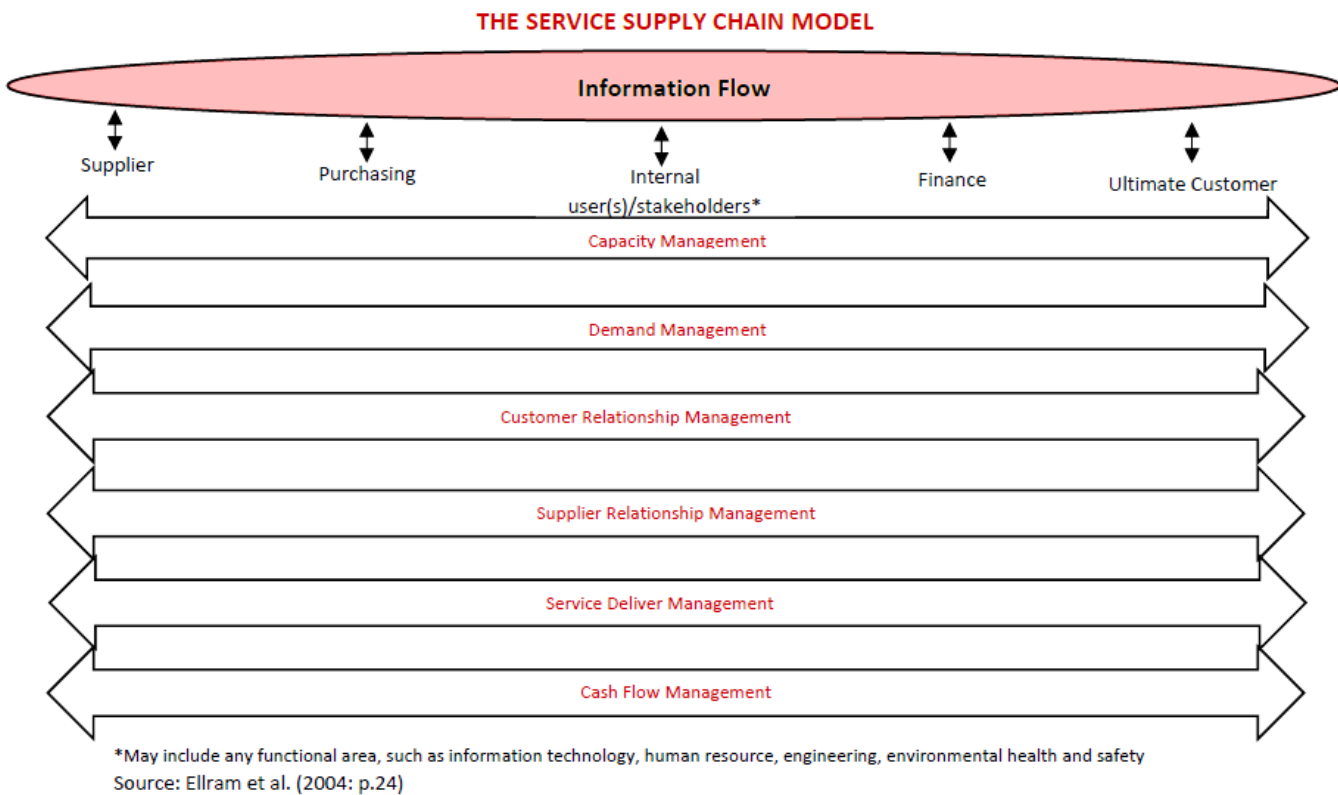 THE SERVICE SUPPLY CHAIN MODEL
Information Flow
Supplier
Purchasing
Internal
user(s)/stakeholders*
Finance
Ultimate Customer
Capacity Management
Demand Management
Customer Relationship Management
Supplier Relationship Management
Service Deliver Management
Cash Flow Management
*May include any functional area, such as information technology, human resource, engineering, environmental health and safety
Source: Ellram et al. (2004: p.24)